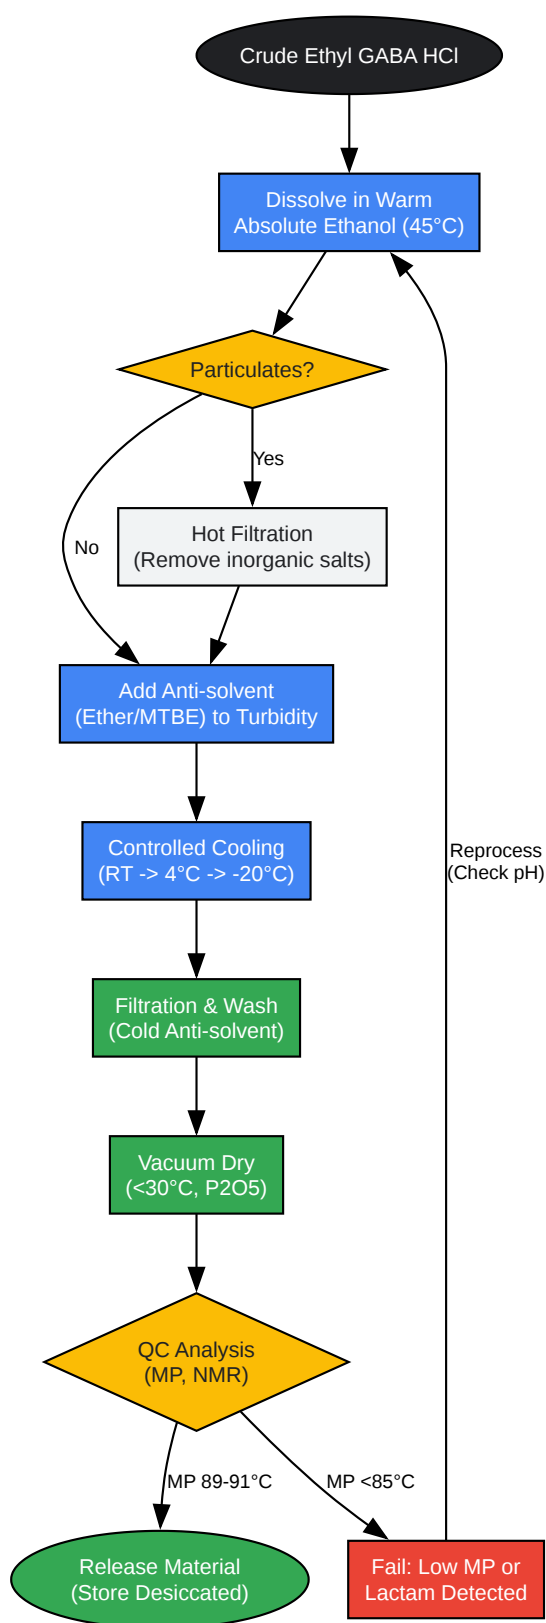 Crude Ethyl GABA HCl
Dissolve in Warm
Absolute Ethanol (45°C)
Particulates?
Yes
Hot Filtration
(Remove inorganic salts)
No
Add Anti-solvent
(Ether/MTBE) to Turbidity
Controlled Cooling
(RT -> 4°C -> -20°C)
Reprocess
(Check pH)
Filtration & Wash
(Cold Anti-solvent)
Vacuum Dry
(<30°C, P2O5)
QC Analysis
(MP, NMR)
MP 89-91°C
MP <85°C
Release Material
(Store Desiccated)
Fail: Low MP or
Lactam Detected